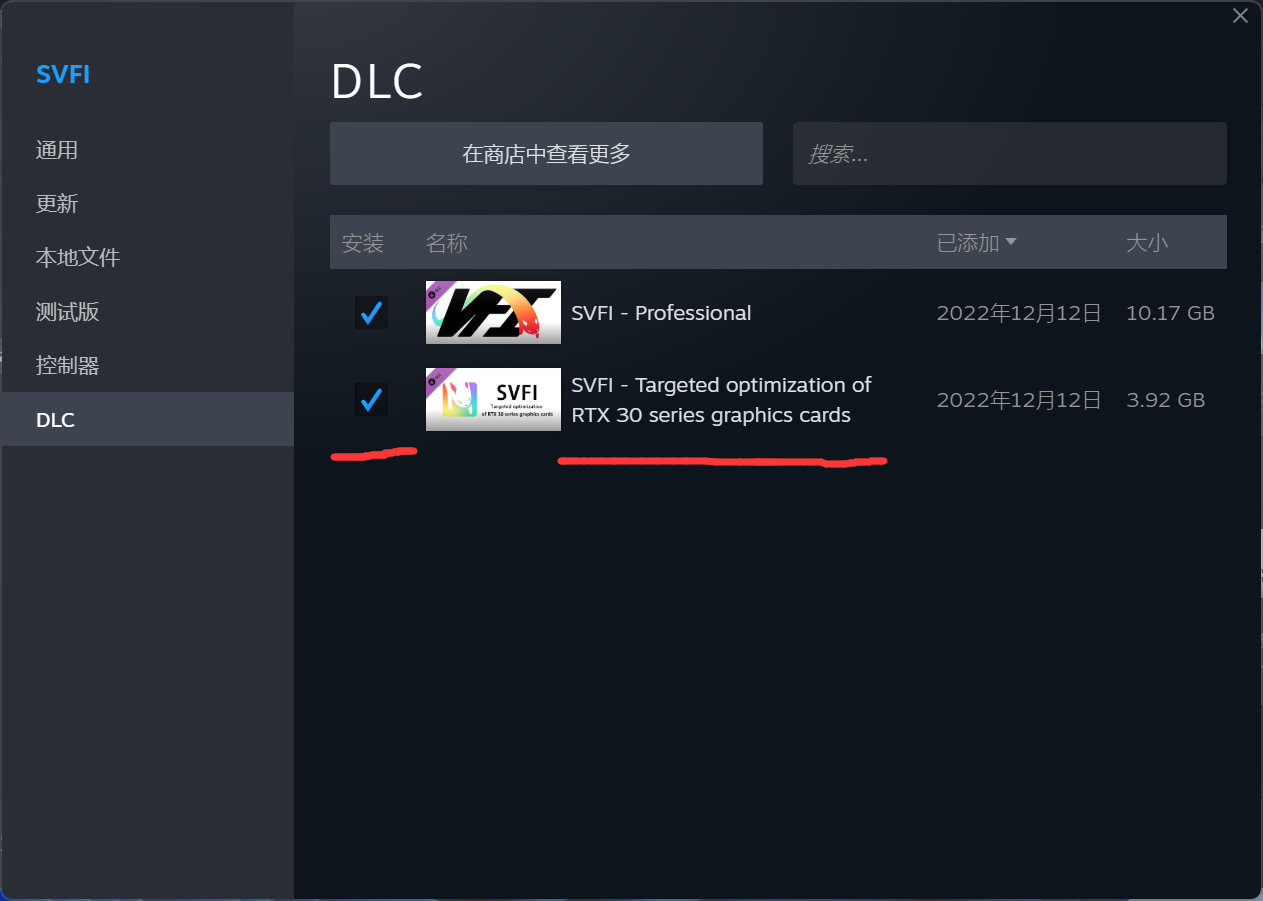 SVFI
通用
更新
本地文件
测试版
控制器
DLC
DLC
在商店中查看更多
搜索...
安装 名称 已添加 大小
SVFI - Professional 2022年12月12日 10.17 GB
SVFI
Targeted optimization
of RTX 30 series graphics cards
SVFI - Targeted optimization of
RTX 30 series graphics cards 2022年12月12日 3.92 GB